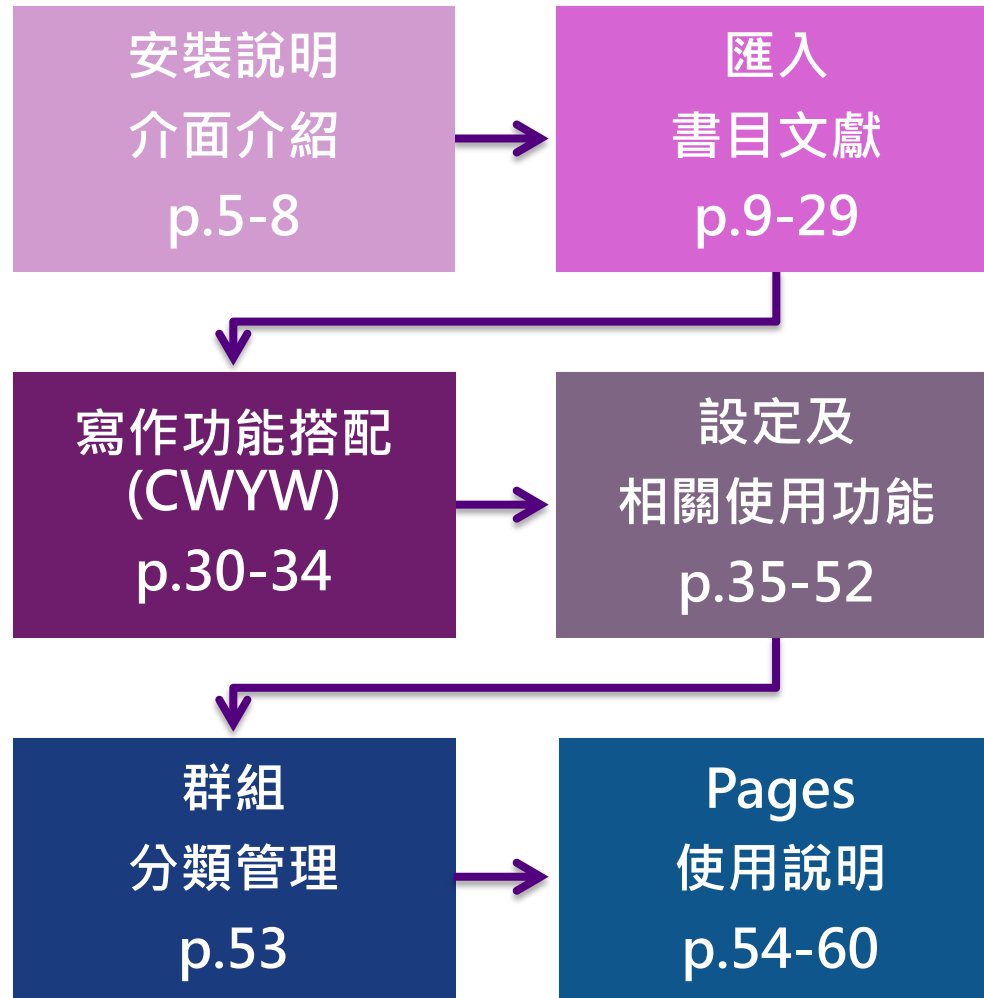 安裝說明
介面介紹
p.5-8
匯入
書目文獻
p.9-29
寫作功能搭配
(CWYW)
p.30-34
設定及
相關使用功能
p.35-52
群組
分類管理
p.53
Pages
使用說明
p.54-60